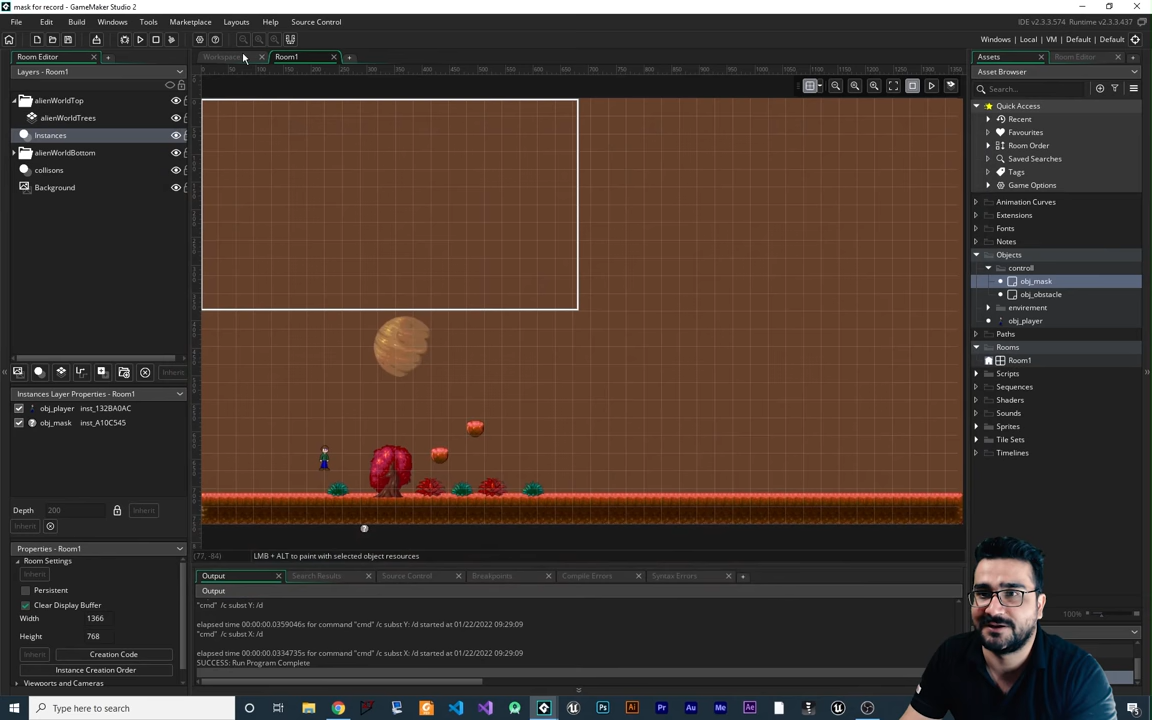 mask for record - GameMaker Studio 2
File Edit Build Windows Tools Marketplace Layouts Help Source Control
IDE v2.3.3.574 Runtime v2.3.3.437
Windows | Local | VM | Default | Default
Room Editor
Workspace
Room1
Assets
Room Editor
Layers - Room1
Asset Browser
Search...
alienWorldTop
alienWorldTrees
Instances
alienWorldBottom
collisons
Background
Quick Access
Recent
Favourites
Room Order
Saved Searches
Tags
Game Options
Animation Curves
Extensions
Fonts
Notes
Objects
controll
obj_mask
obj_obstacle
envirement
obj_player
Paths
Rooms
Room1
Scripts
Sequences
Shaders
Sounds
Sprites
Tile Sets
Timelines
Inherit
Instances Layer Properties - Room1
obj_player inst_132BA0AC
obj_mask inst_A10C545
Depth 200 Inherit
Inherit
Properties - Room1
Room Settings
Inherit
Persistent
Clear Display Buffer
Width 1366
Height 768
Inherit Creation Code
Instance Creation Order
Viewports and Cameras
(77, -84) LMB + ALT to paint with selected object resources
Output Search Results Source Control Breakpoints Compile Errors Syntax Errors
Output
"cmd" /c subst Y: /d
elapsed time 00:00:00.0359046s for command "cmd" /c subst Y: /d started at 01/22/2022 09:29:09
"cmd" /c subst X: /d
elapsed time 00:00:00.0334735s for command "cmd" /c subst X: /d started at 01/22/2022 09:29:09
SUCCESS: Run Program Complete
100%
Type here to search